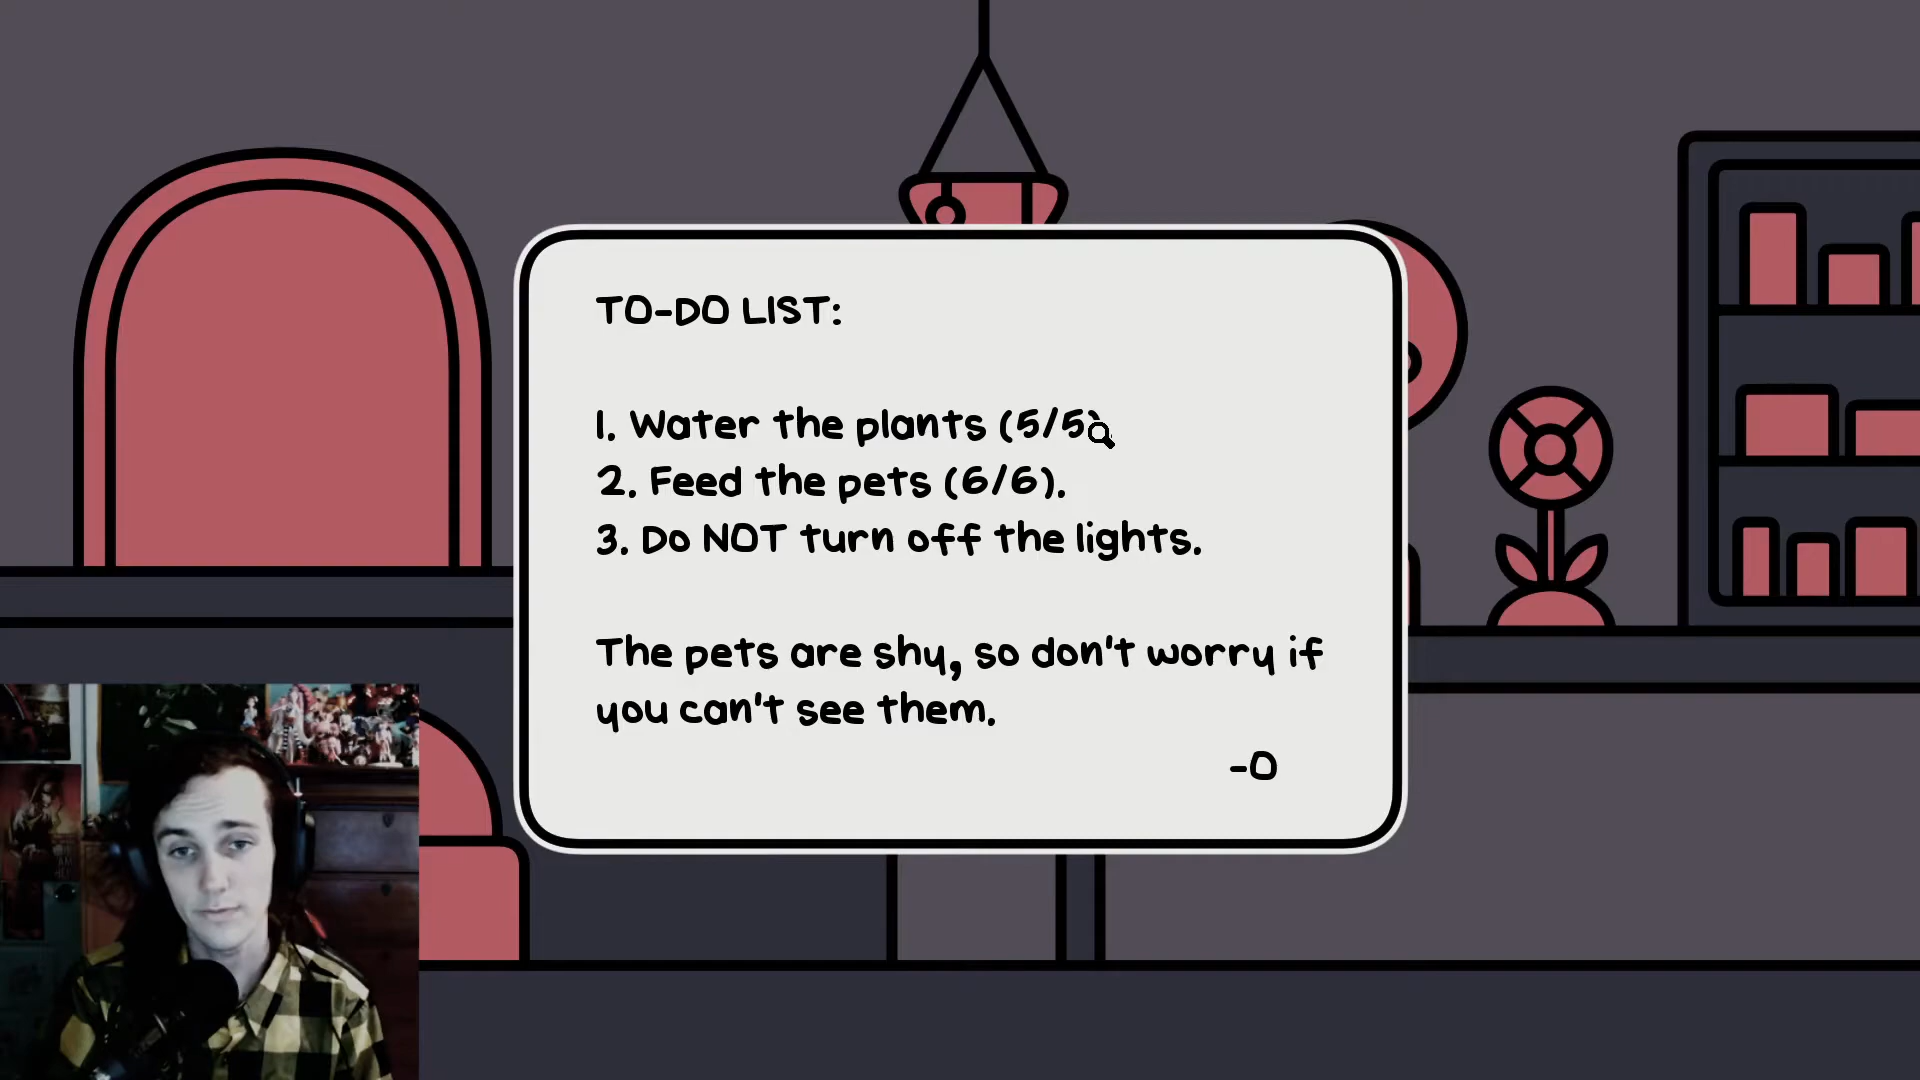 TO-DO LIST:
1. Water the plants (5/5)
2. Feed the pets (6/6).
3. Do NOT turn off the lights.
The pets are shy, so don't worry if
you can't see them.
-O